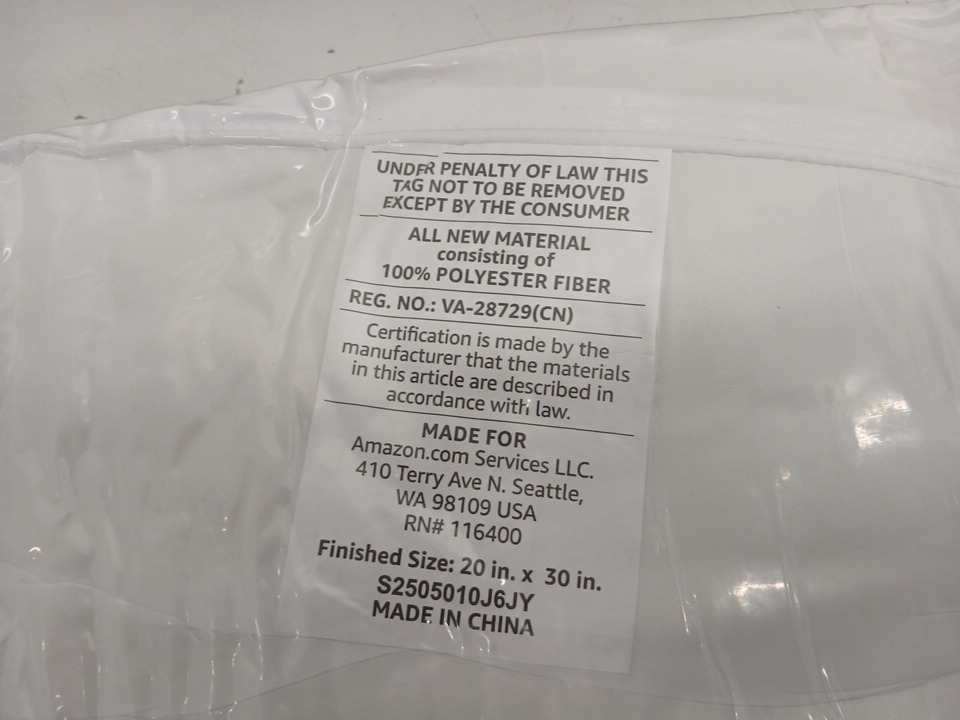 UNDER PENALTY OF LAW THIS
TAG NOT TO BE REMOVED
EXCEPT BY THE CONSUMER
ALL NEW MATERIAL
consisting of
100% POLYESTER FIBER
REG. NO.: VA-28729(CN)
Certification is made by the
manufacturer that the materials
in this article are described in
accordance with law.
MADE FOR
Amazon.com Services LLC.
410 Terry Ave N. Seattle,
WA 98109 USA
RN# 116400
Finished Size: 20 in. x 30 in.
S2505010J6JY
MADE IN CHINA